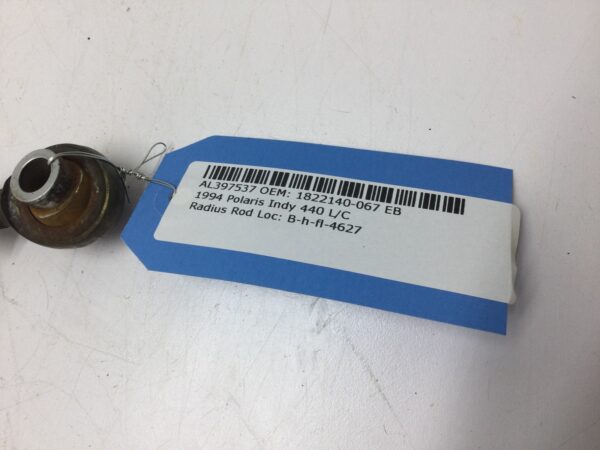 AL397537 OEM: 1822140-067 EB
1994 Polaris Indy 440 L/C
Radius Rod Loc: B-h-fl-4627